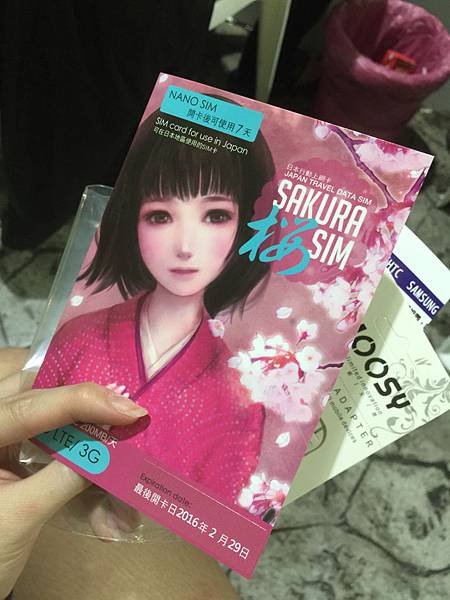 NANO SIM
開卡後可使用7天
SIM card for use in Japan
可在日本地區使用的SIM卡
日本行動上網卡
JAPAN TRAVEL DATA SIM
SAKURA
桜 SIM
200MB/天
LTE/3G
Expiration date:
最後開卡日2016年2月29日
HTC SAMSUNG
OOSY
ADAPTER